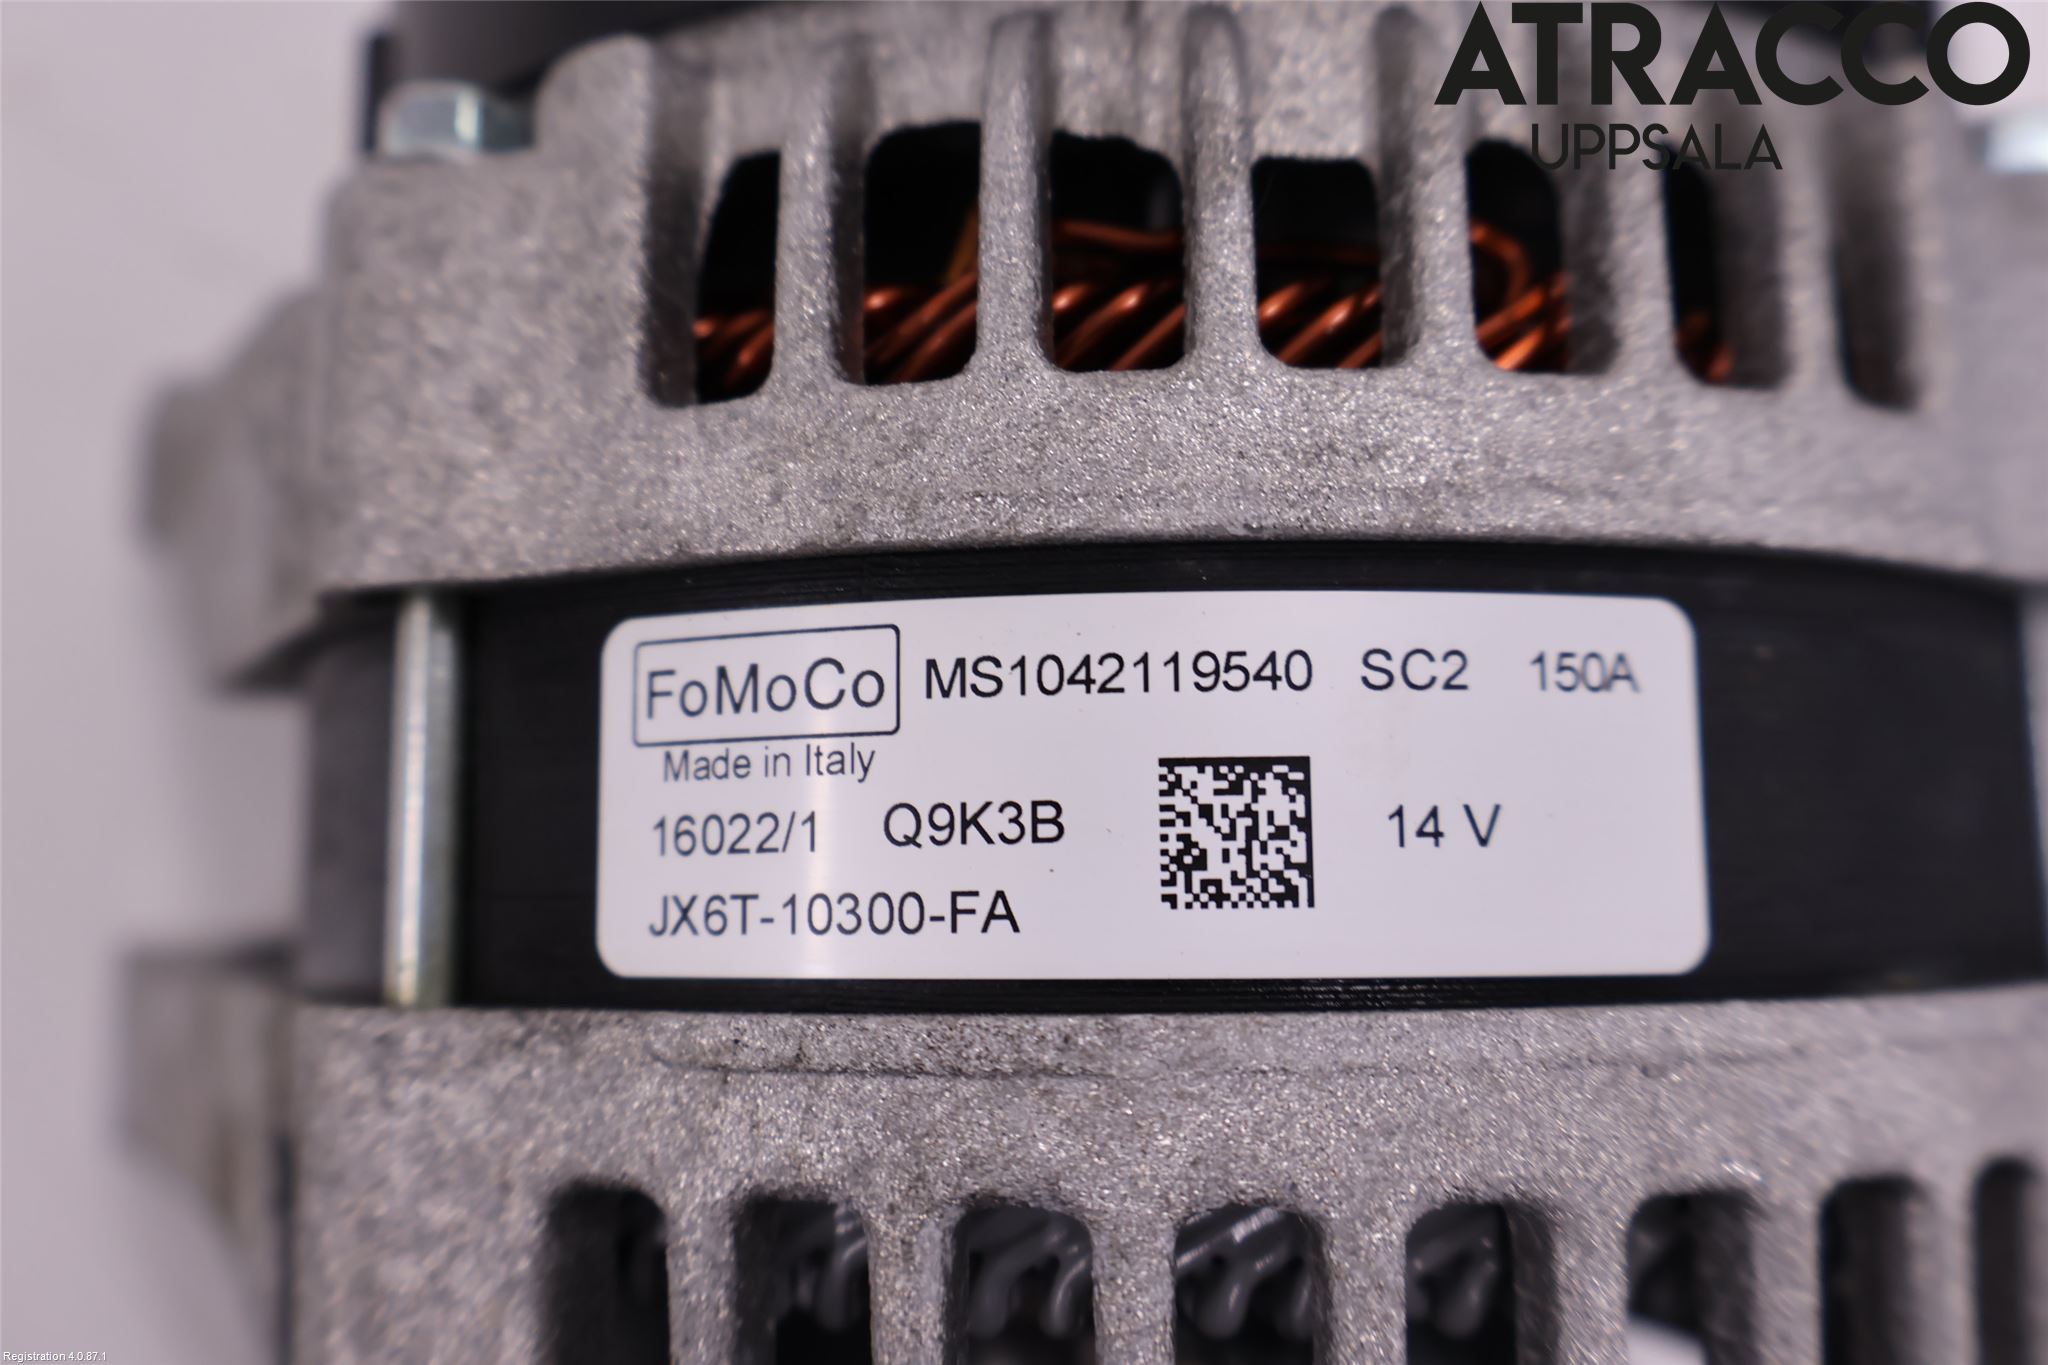 ATRACCO
UPPSALA
FoMoCo MS1042119540 SC2 150A
Made in Italy
16022/1 Q9K3B 14 V
JX6T-10300-FA
Registration 4.0.87.1